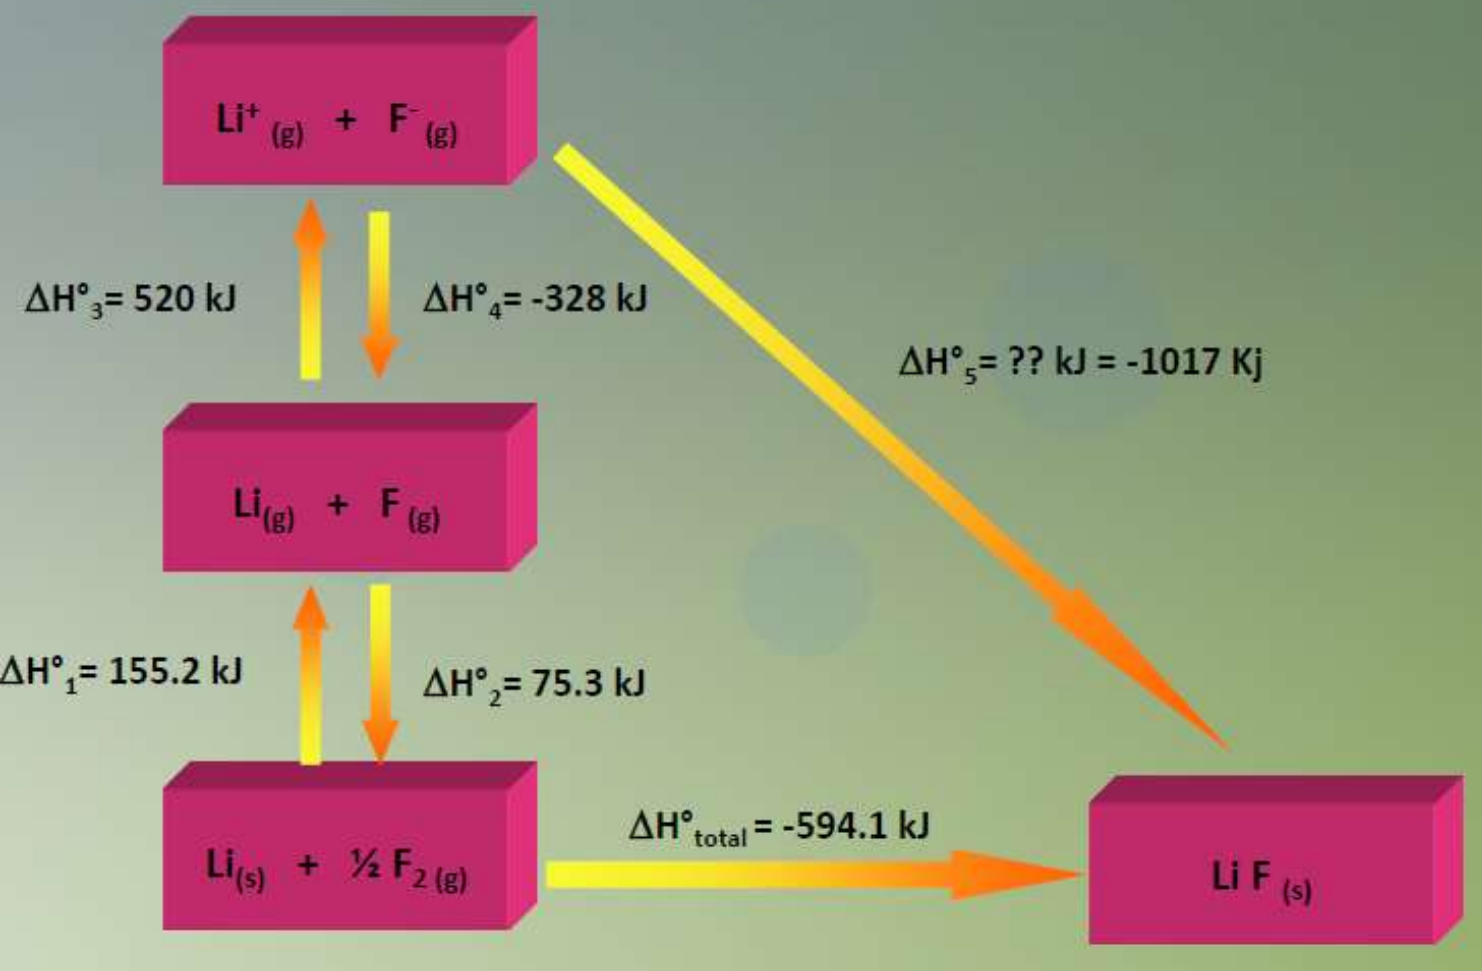 Li⁺ (g) + F⁻ (g)
ΔH°₃= 520 kJ
ΔH°₄= -328 kJ
ΔH°₅= ?? kJ = -1017 Kj
Li(g) + F (g)
ΔH°₁= 155.2 kJ
ΔH°₂= 75.3 kJ
ΔH°total = -594.1 kJ
Li(s) + ½ F₂ (g)
Li F (s)